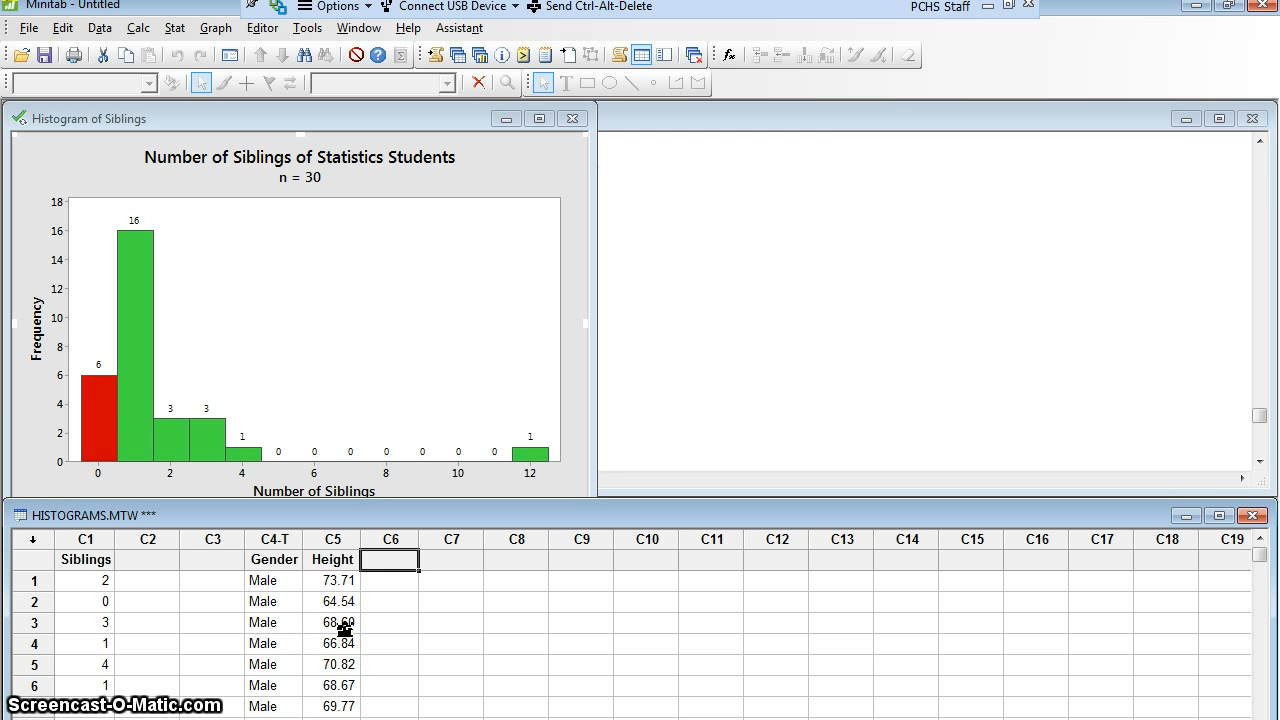 Minitab - Untitled
Options Connect USB Device Send Ctrl-Alt-Delete PCHS Staff
File Edit Data Calc Stat Graph Editor Tools Window Help Assistant
Histogram of Siblings
Number of Siblings of Statistics Students
n = 30
18
16
14
12
10
8
6
4
2
0
Frequency
6 16 3 3 1 0 0 0 0 0 0 0 1
0 2 4 6 8 10 12
Number of Siblings
HISTOGRAMS.MTW ***
C1 C2 C3 C4-T C5 C6 C7 C8 C9 C10 C11 C12 C13 C14 C15 C16 C17 C18 C19
Siblings Gender Height
1 2 Male 73.71
2 0 Male 64.54
3 3 Male
4 1 Male 66.84
5 4 Male 70.82
6 1 Male 68.67
Male 69.77
Screencast-O-Matic.com